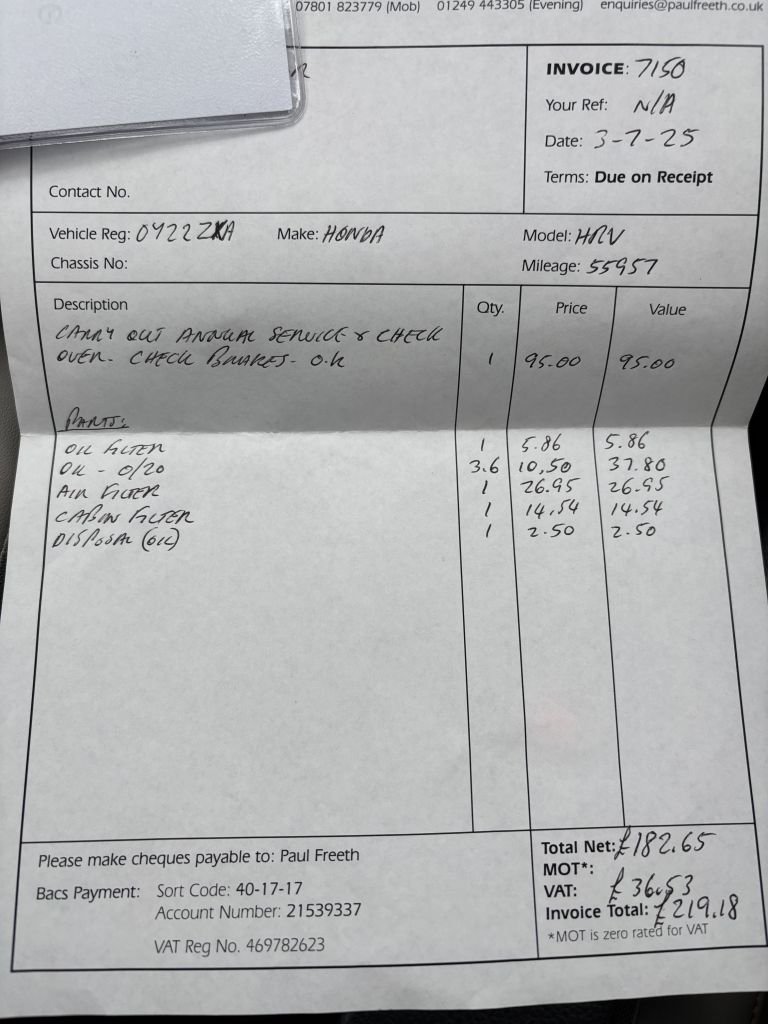 07801 823779 (Mob) 01249 443305 (Evening) enquiries@paulfreeth.co.uk
INVOICE: 7150
Your Ref: N/A
Date: 3-7-25
Terms: Due on Receipt
Contact No.
Vehicle Reg: OY22ZXA Make: HONDA Model: HRV
Chassis No: Mileage: 55957
Description Qty. Price Value
CARRY OUT ANNUAL SERVICE & CHECK
OVER - CHECK BRAKES - O.K 1 95.00 95.00
PARTS:
OIL FILTER 1 5.86 5.86
OIL - 0/20 3.6 10.50 37.80
AIR FILTER 1 26.95 26.95
CABIN FILTER 1 14.54 14.54
DISPOSAL (OIL) 1 2.50 2.50
Please make cheques payable to: Paul Freeth
Bacs Payment: Sort Code: 40-17-17
Account Number: 21539337
VAT Reg No. 469782623
Total Net: £182.65
MOT*:
VAT: £36.53
Invoice Total: £219.18
*MOT is zero rated for VAT